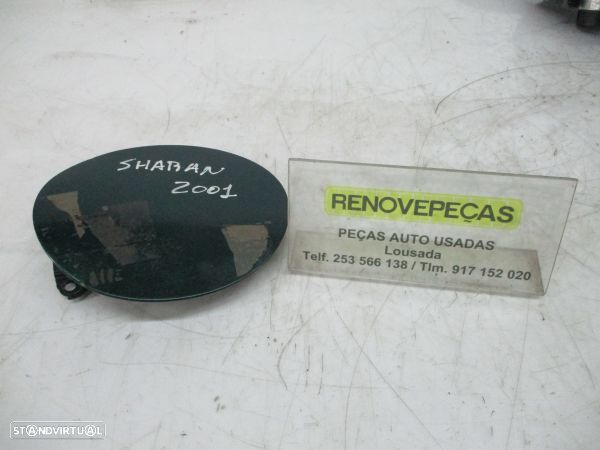 SHARAN
2001
RENOVEPEÇAS
PEÇAS AUTO USADAS
Lousada
Telf. 253 566 138 / Tlm. 917 152 020
STANDVIRTUAL